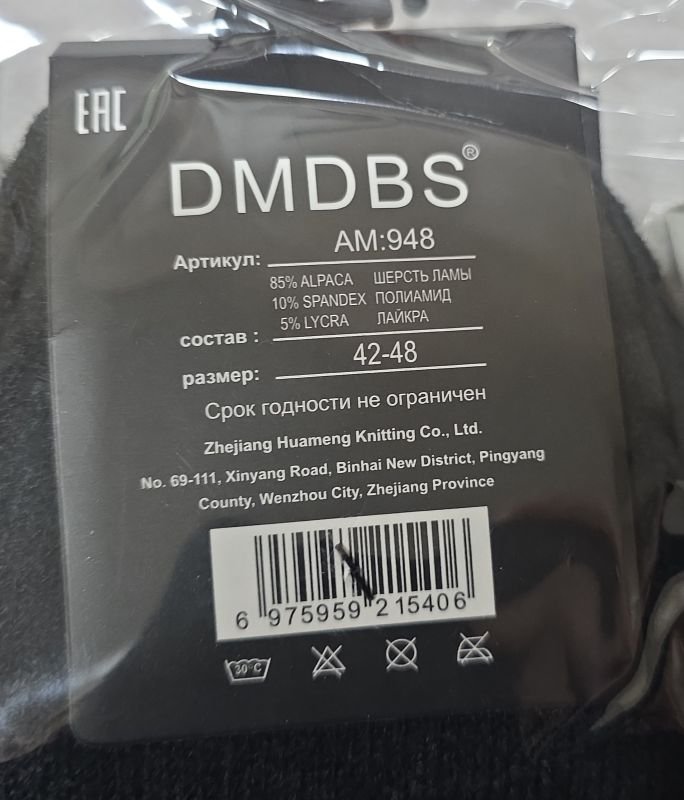 EAC
DMDBS®
Артикул: AM:948
85% ALPACA ШЕРСТЬ ЛАМЫ
10% SPANDEX ПОЛИАМИД
5% LYCRA ЛАЙКРА
состав :
размер: 42-48
Срок годности не ограничен
Zhejiang Huameng Knitting Co., Ltd.
No. 69-111, Xinyang Road, Binhai New District, Pingyang
County, Wenzhou City, Zhejiang Province
6 975959 215406
30°C